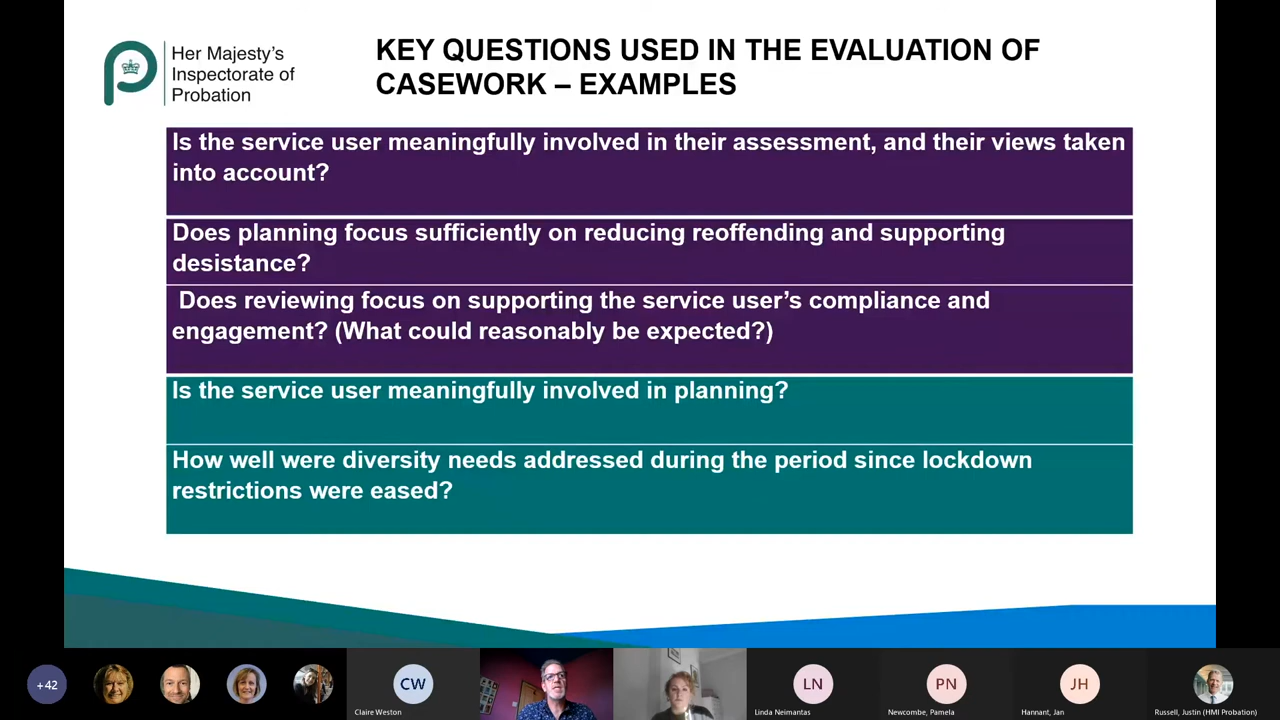 Her Majesty's
Inspectorate of
Probation
KEY QUESTIONS USED IN THE EVALUATION OF
CASEWORK – EXAMPLES
Is the service user meaningfully involved in their assessment, and their views taken
into account?
Does planning focus sufficiently on reducing reoffending and supporting
desistance?
Does reviewing focus on supporting the service user's compliance and
engagement? (What could reasonably be expected?)
Is the service user meaningfully involved in planning?
How well were diversity needs addressed during the period since lockdown
restrictions were eased?
+42
CW
LN
PN
JH
Claire Weston
Linda Neimantas
Newcombe, Pamela
Hannant, Jan
Russell, Justin (HMI Probation)